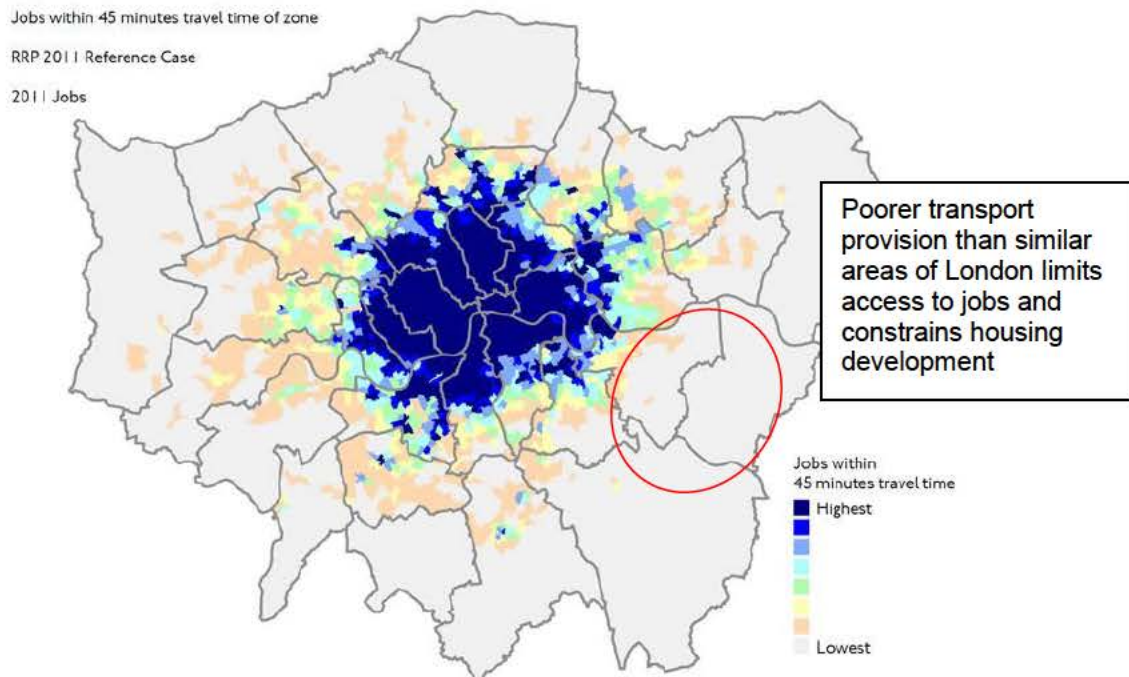 Jobs within 45 minutes travel time of zone
RRP 2011 Reference Case
2011 Jobs
Poorer transport
provision than similar
areas of London limits
access to jobs and
constrains housing
development
Jobs within
45 minutes travel time
Highest
Lowest